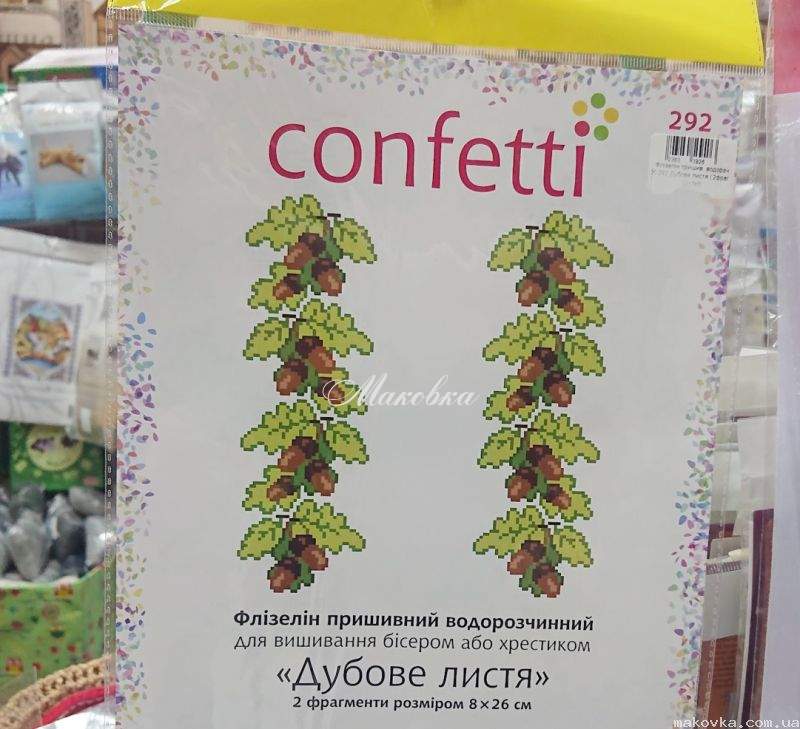 confetti
292
Маковка
Флізелін пришивний водорозчинний
для вишивання бісером або хрестиком
«Дубове листя»
2 фрагменти розміром 8×26 см
makovka.com.ua